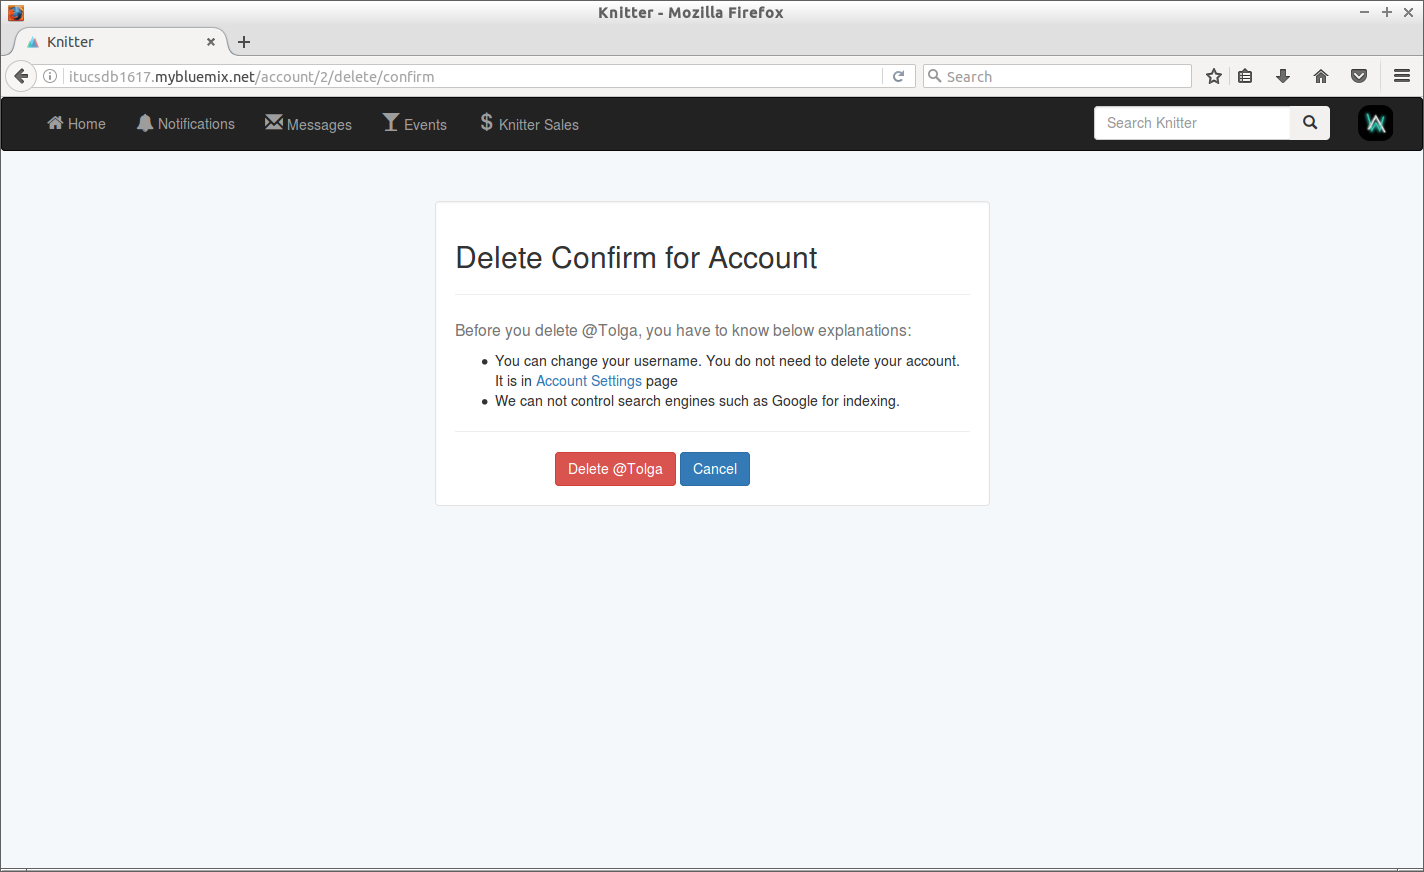 Knitter - Mozilla Firefox
Knitter
itucsdb1617.mybluemix.net/account/2/delete/confirm
Search
Home
Notifications
Messages
Events
Knitter Sales
Search Knitter
Delete Confirm for Account
Before you delete @Tolga, you have to know below explanations:
You can change your username. You do not need to delete your account.
It is in Account Settings page
We can not control search engines such as Google for indexing.
Delete @Tolga
Cancel